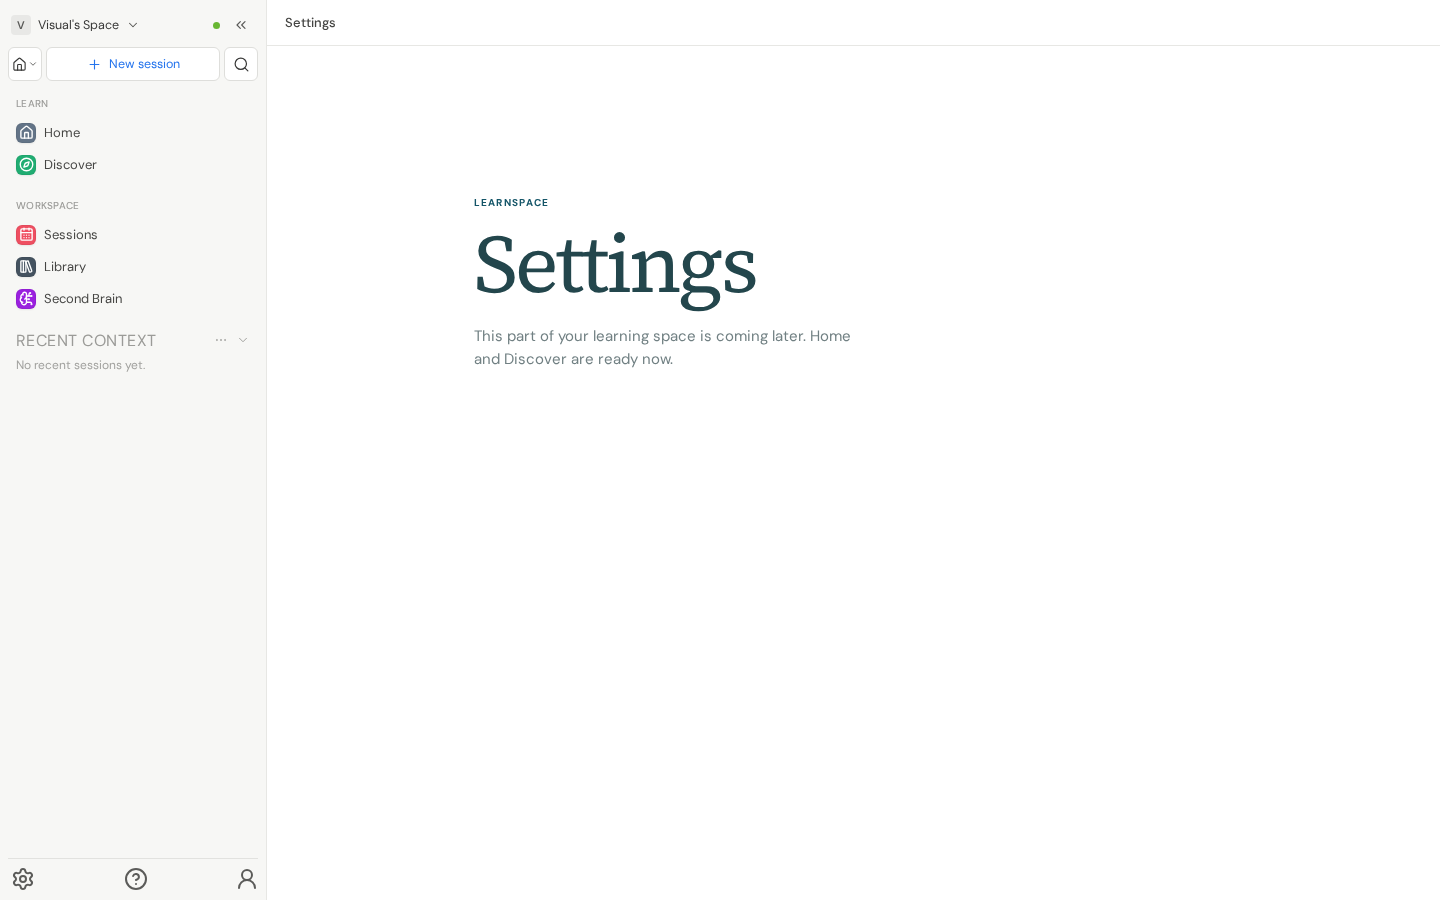 V Visual's Space
New session
LEARN
Home
Discover
WORKSPACE
Sessions
Library
Second Brain
RECENT CONTEXT
No recent sessions yet.
Settings
LEARNSPACE
Settings
This part of your learning space is coming later. Home
and Discover are ready now.